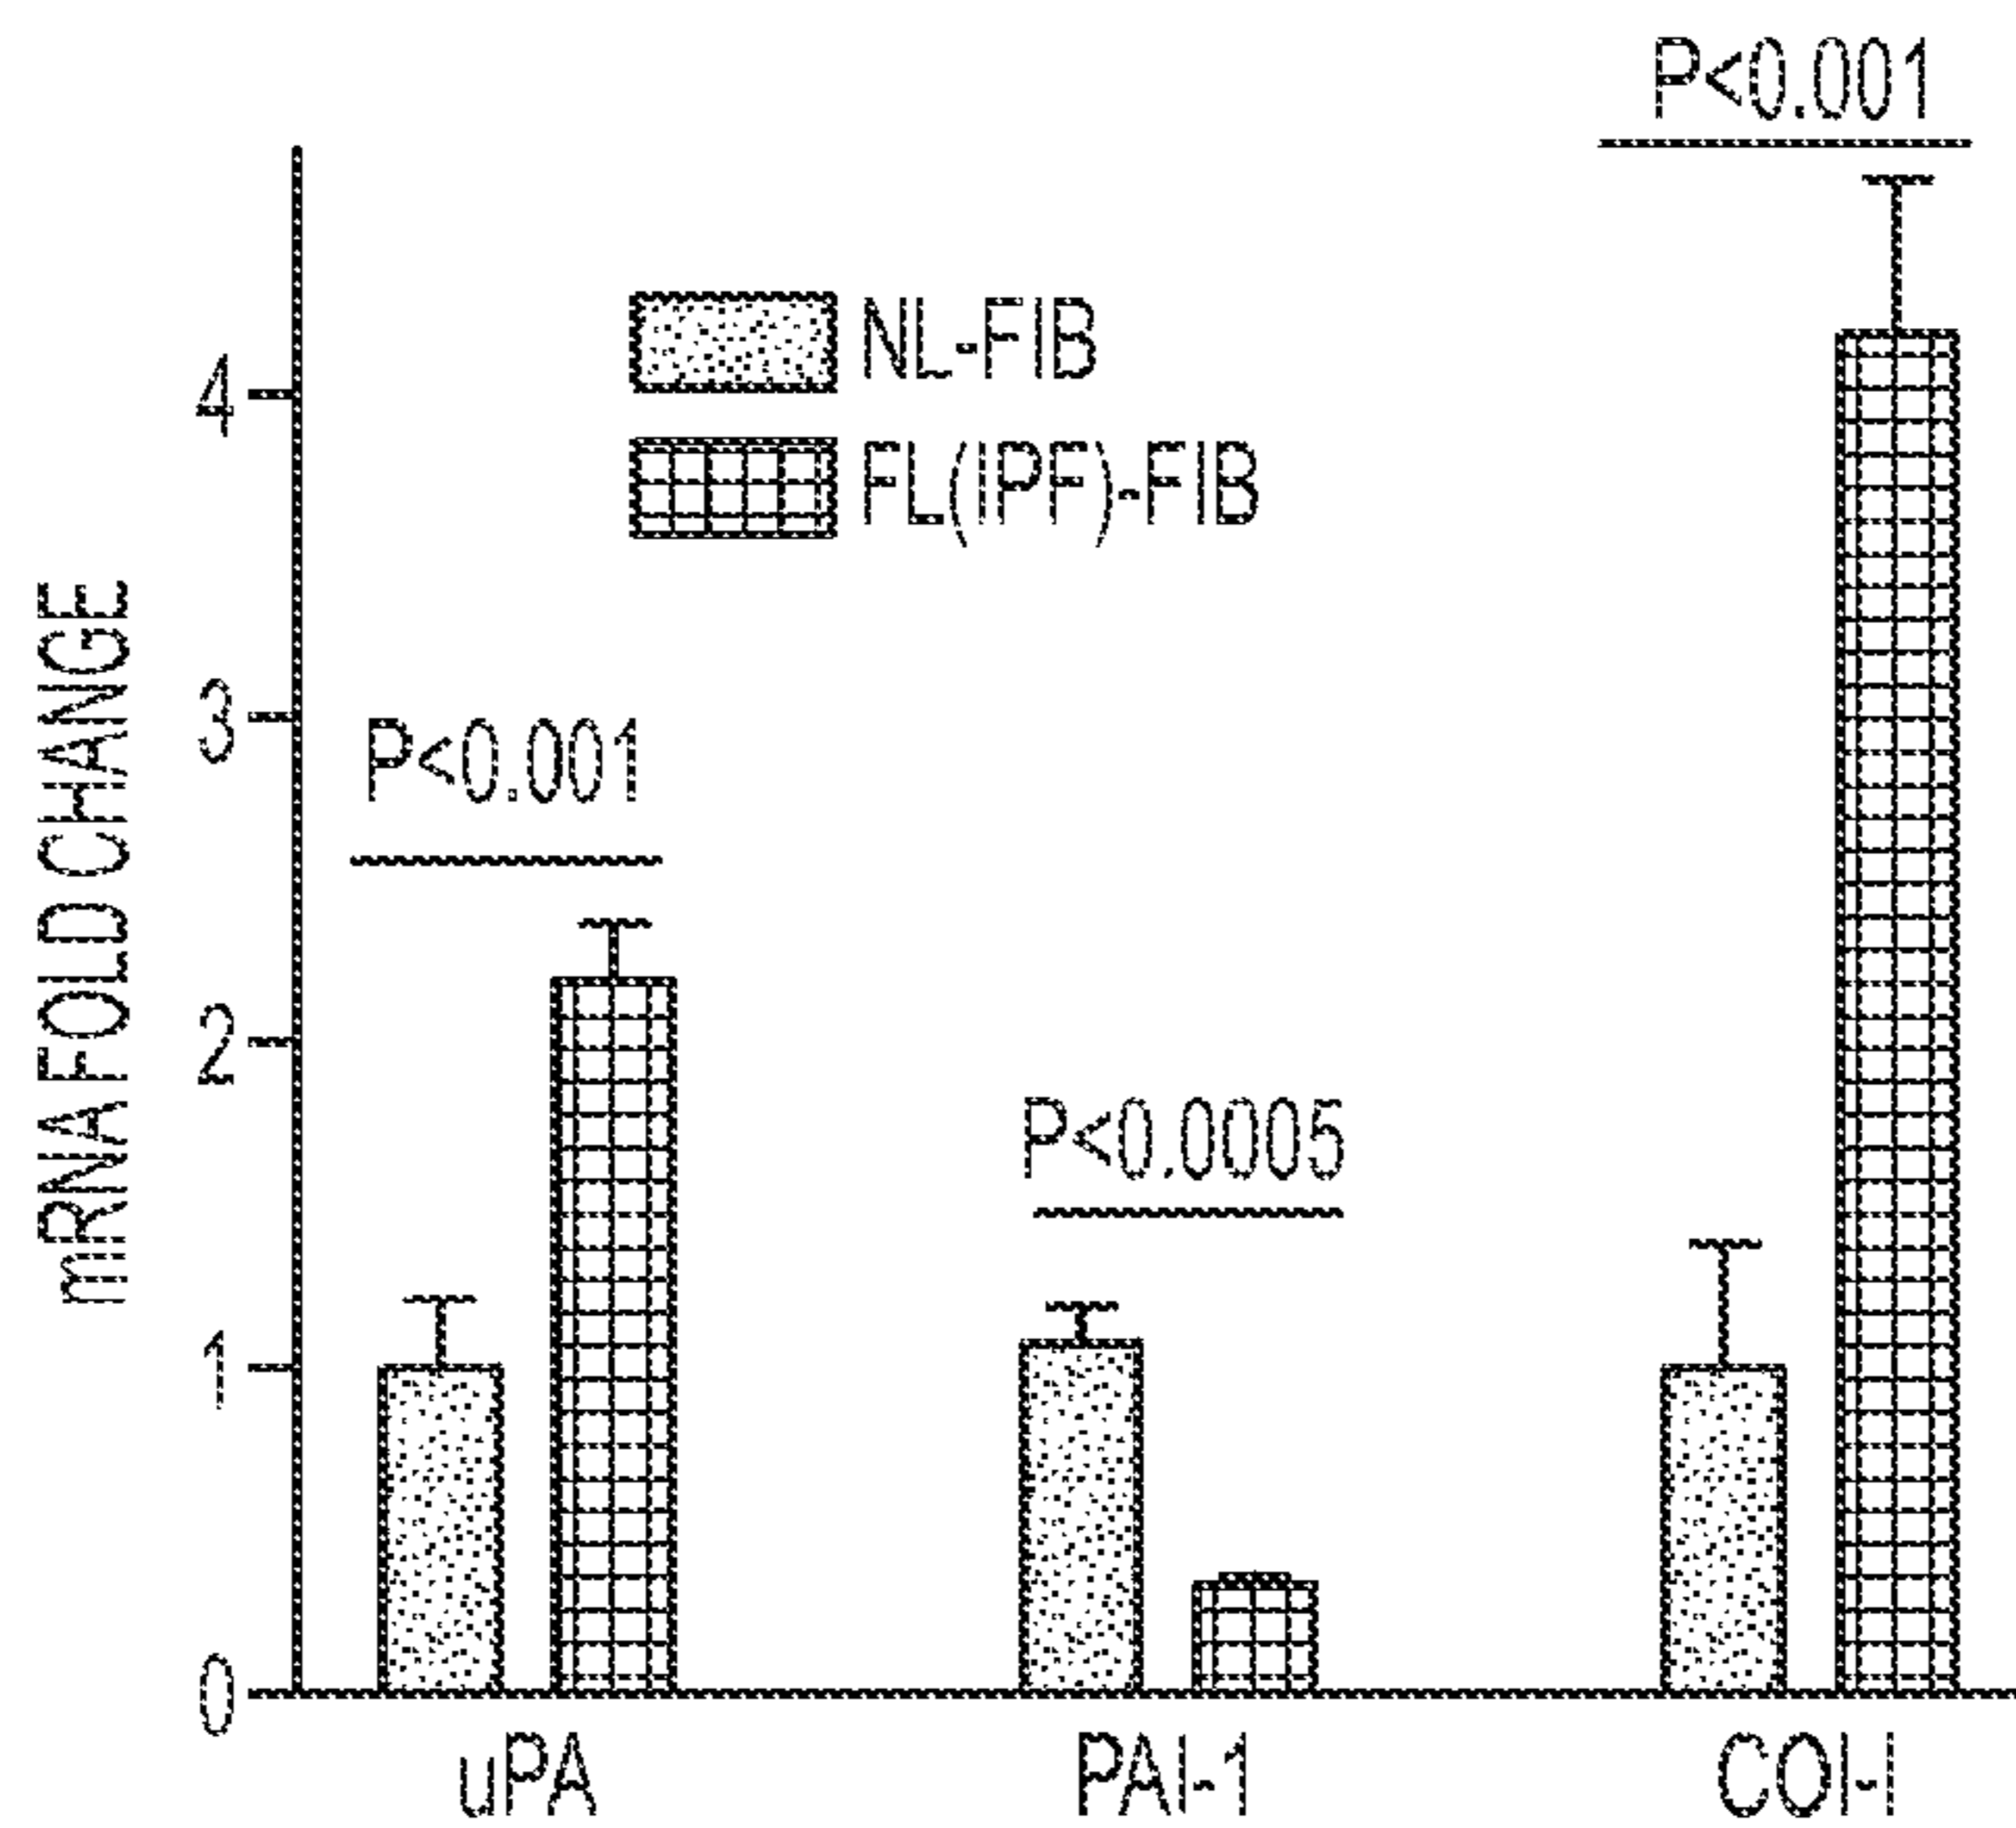 P<0.001
NL-FIB
FL(IPF)-FIB
mRNA FOLD CHANGE
4
3
2
1
0
P<0.001
P<0.0005
uPA
PAI-1
COI-I